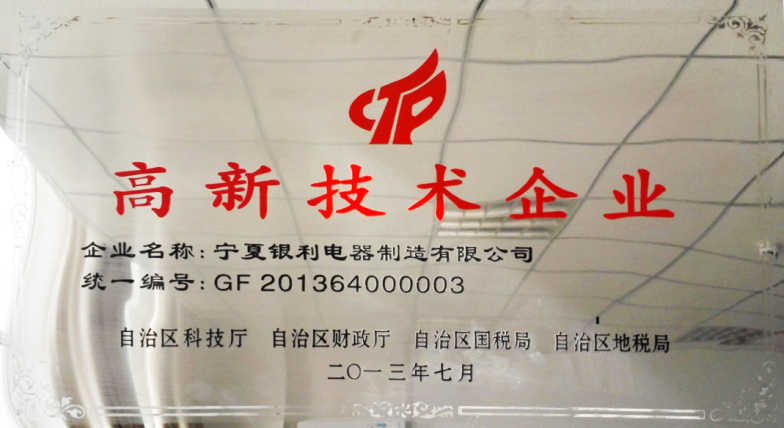 CTP
高新技术企业
企业名称:宁夏银利电器制造有限公司
统一编号:GF 201364000003
自治区科技厅 自治区财政厅 自治区国税局 自治区地税局
二〇一三年七月